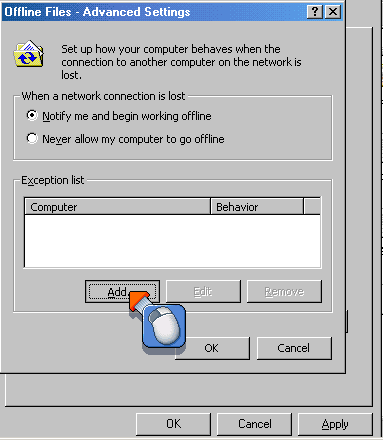 Offline Files - Advanced Settings
Set up how your computer behaves when the
connection to another computer on the network is
lost.
When a network connection is lost
Notify me and begin working offline
Never allow my computer to go offline
Exception list
Computer Behavior
Add... Edit Remove
OK Cancel
OK Cancel Apply